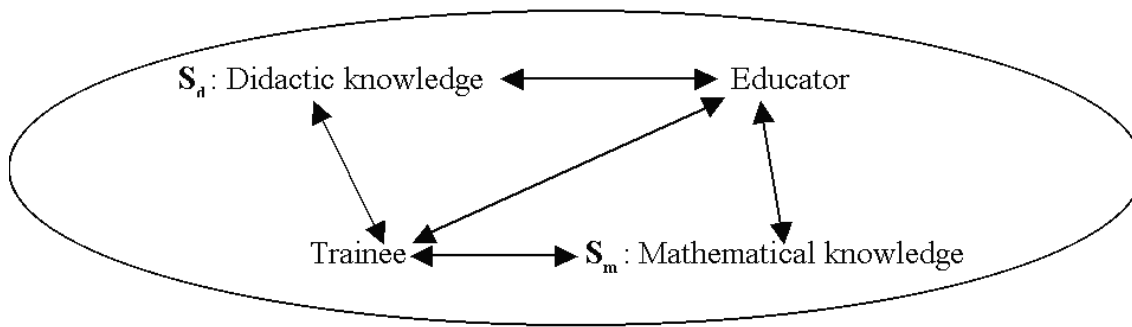 S_d : Didactic knowledge Educator
Trainee S_m : Mathematical knowledge